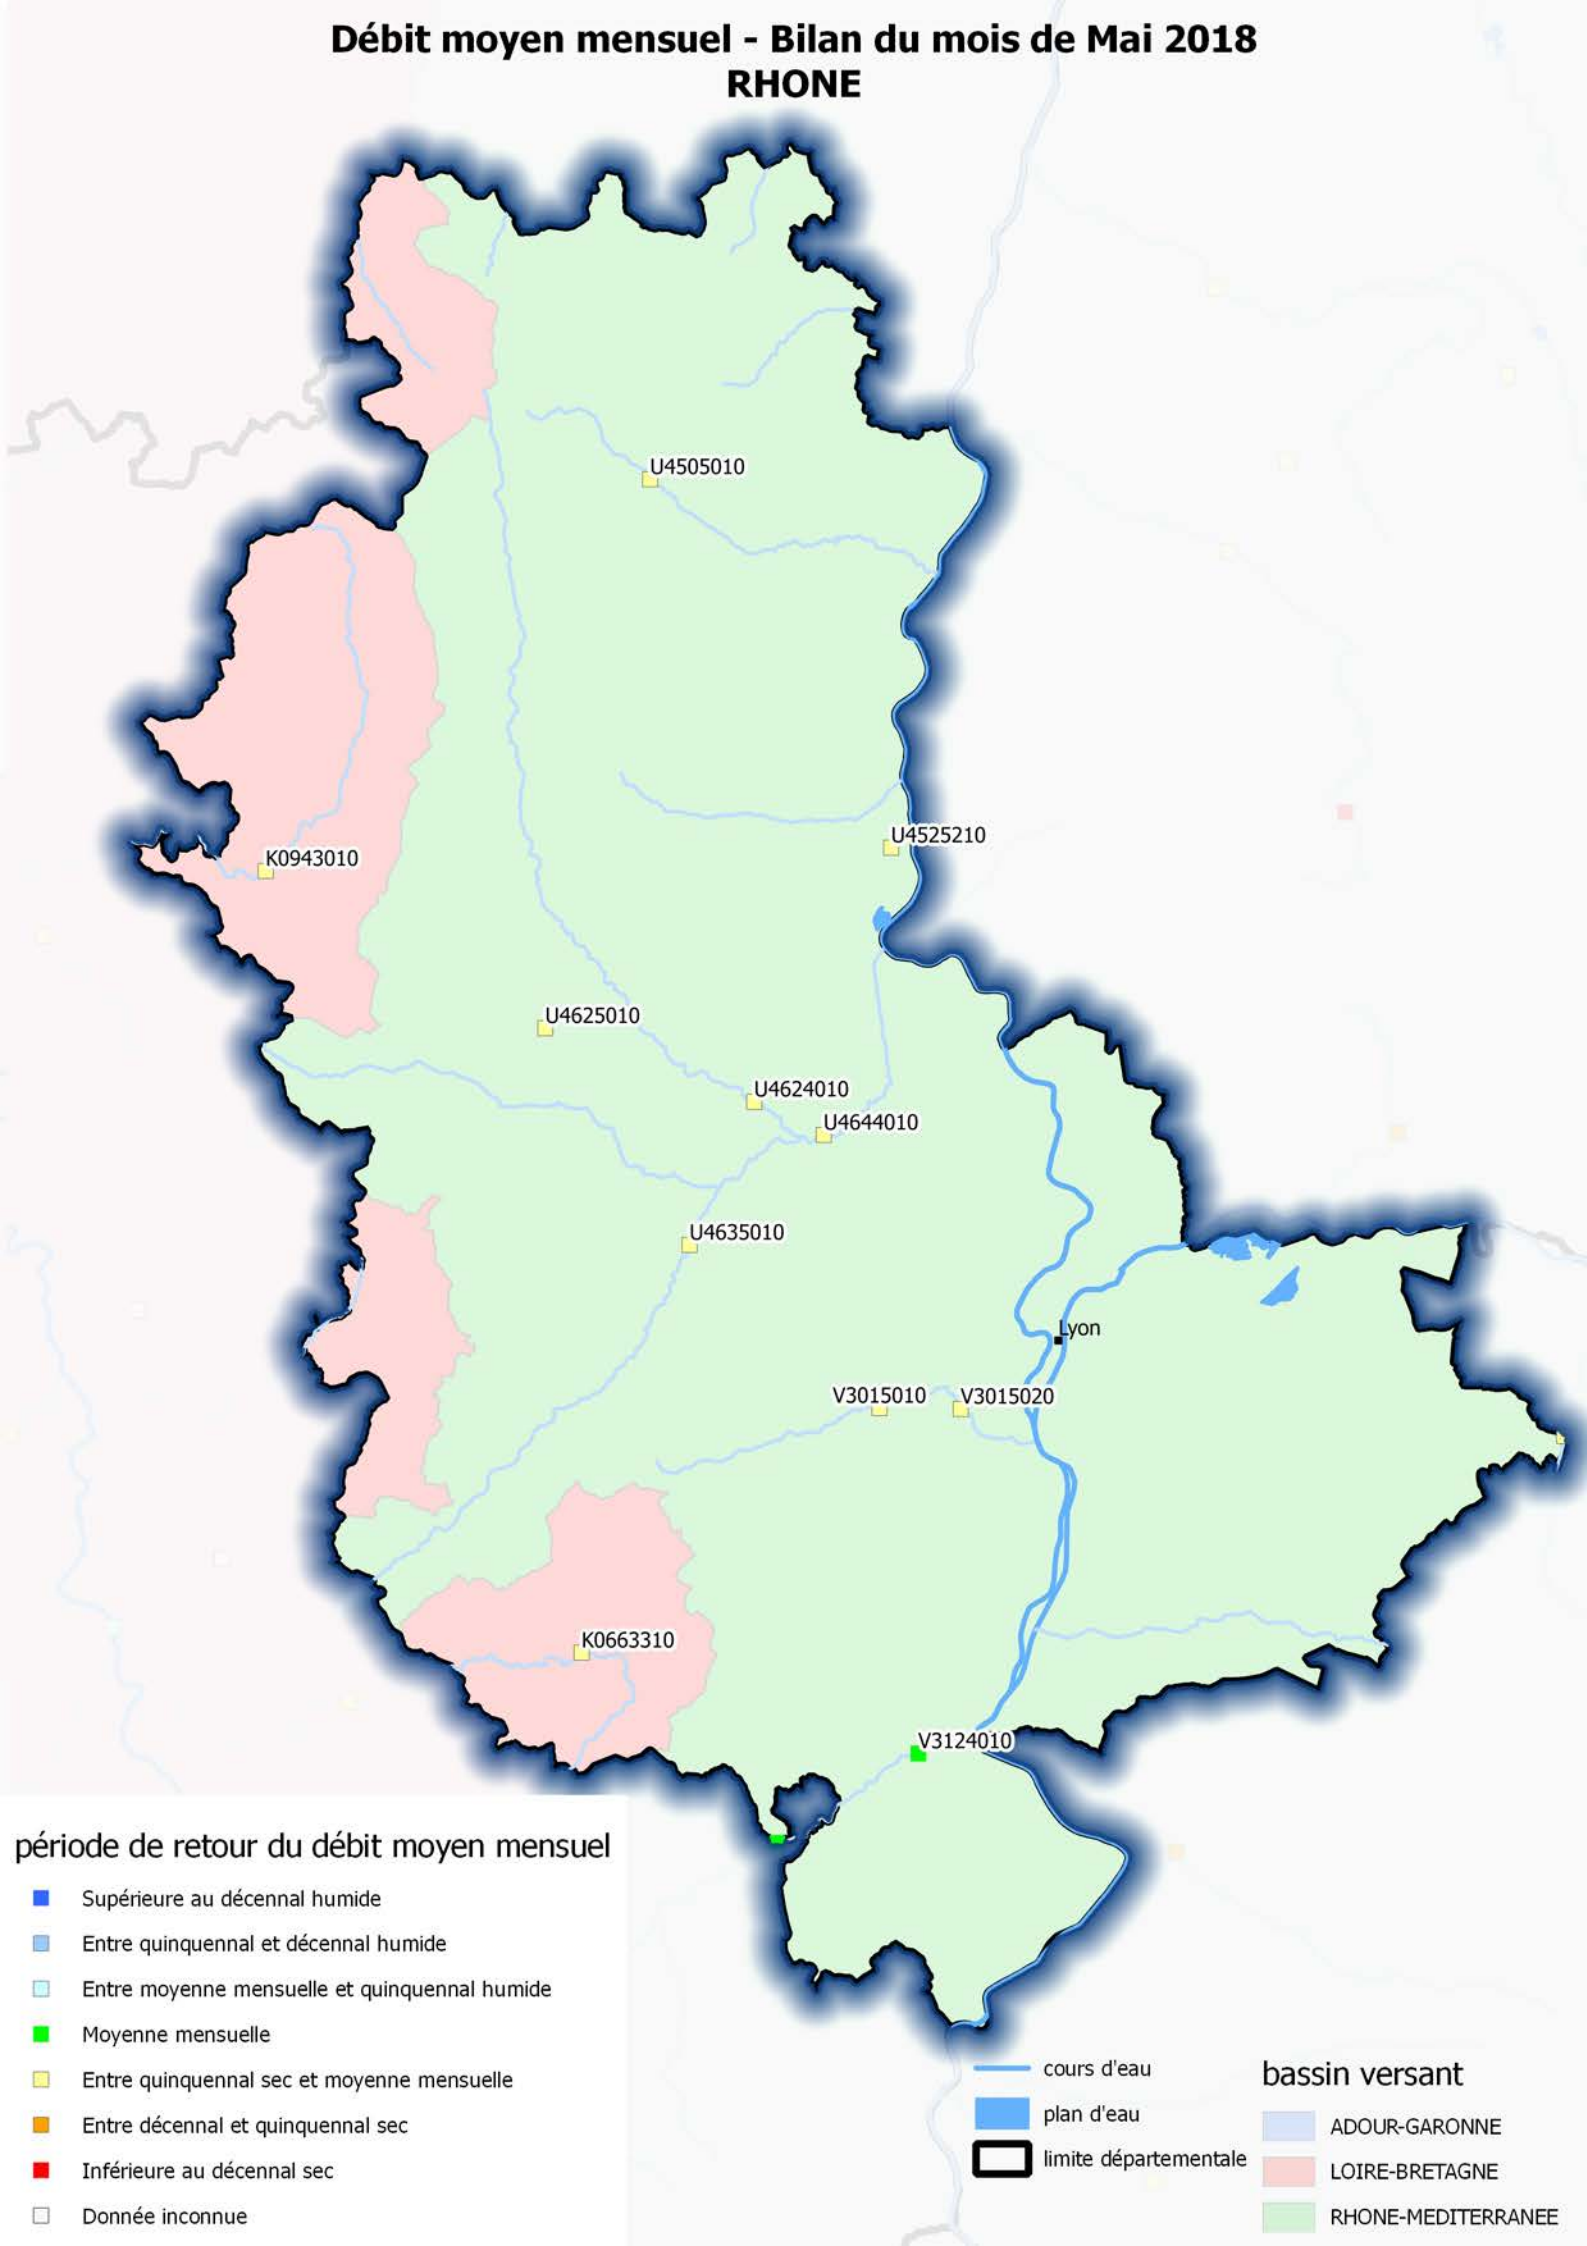 Débit moyen mensuel - Bilan du mois de Mai 2018
RHONE
U4505010
U4525210
K0943010
U4625010
U4624010
U4644010
U4635010
Lyon
V3015010
V3015020
K0663310
V3124010
période de retour du débit moyen mensuel
Supérieure au décennal humide
Entre quinquennal et décennal humide
Entre moyenne mensuelle et quinquennal humide
Moyenne mensuelle
Entre quinquennal sec et moyenne mensuelle
Entre décennal et quinquennal sec
Inférieure au décennal sec
Donnée inconnue
cours d'eau
plan d'eau
limite départementale
bassin versant
ADOUR-GARONNE
LOIRE-BRETAGNE
RHONE-MEDITERRANEE